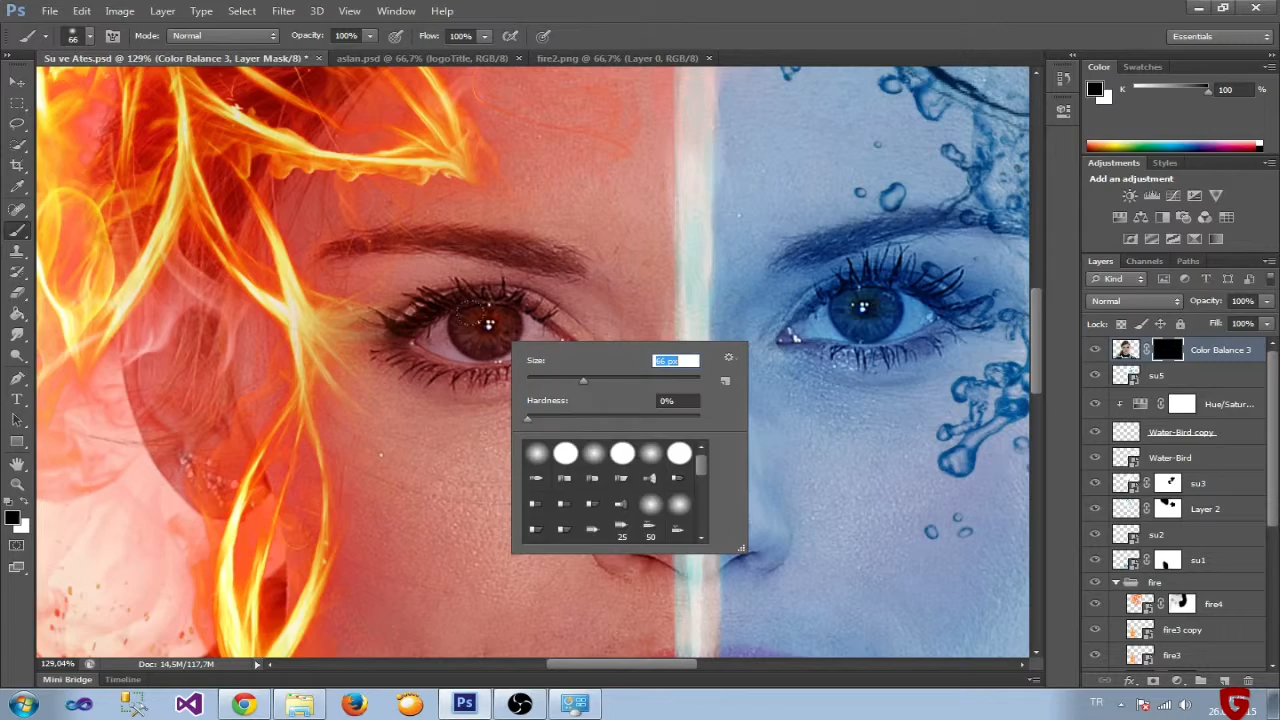 Ps File Edit Image Layer Type Select Filter 3D View Window Help
66 Mode: Normal Opacity: 100% Flow: 100% Essentials
Su ve Ates.psd @ 129% (Color Balance 3, Layer Mask/8) * × aslan.psd @ 66,7% (logoTitle, RGB/8) × fire2.png @ 66,7% (Layer 0, RGB/8) ×
Color Swatches
K 100 %
Adjustments Styles
Add an adjustment
Layers Channels Paths
Kind
Normal Opacity: 100%
Lock: Fill: 100%
Color Balance 3
su5
Hue/Satur...
Water-Bird copy
Water-Bird
su3
Layer 2
su2
su1
fire
fire4
fire3 copy
fire3
Size: 66 px
Hardness: 0%
25 50
129,04% Doc: 14,5M/117,7M
Mini Bridge Timeline
Ps TR